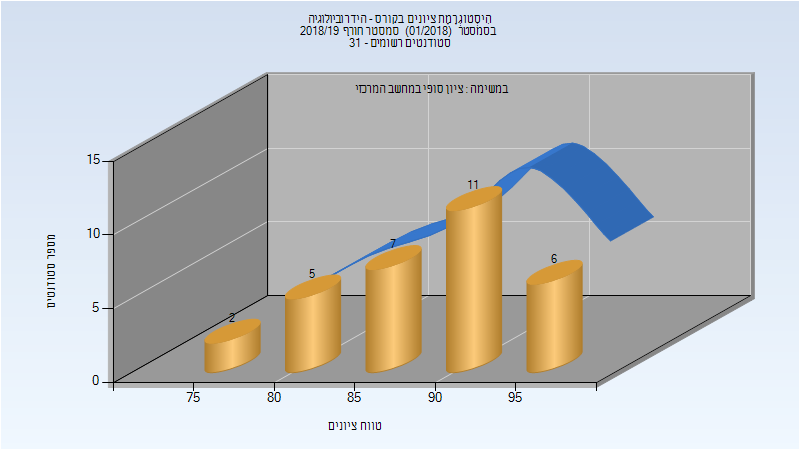 היסטוגרמת ציונים בקורס - הידרוביולוגיה
בסמסטר (01/2018) סמסטר חורף 2018/19
סטודנטים רשומים - 31
במשימה : ציון סופי במחשב המרכזי
מספר סטודנטים
15
10
5
0
2
5
7
11
6
75
80
85
90
95
טווח ציונים